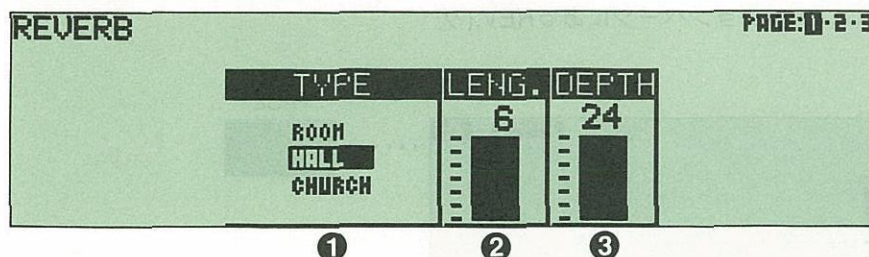 REVERB
PAGE:1·2·3
TYPE LENG. DEPTH
6 24
ROOM
HALL
CHURCH
❶ ❷ ❸